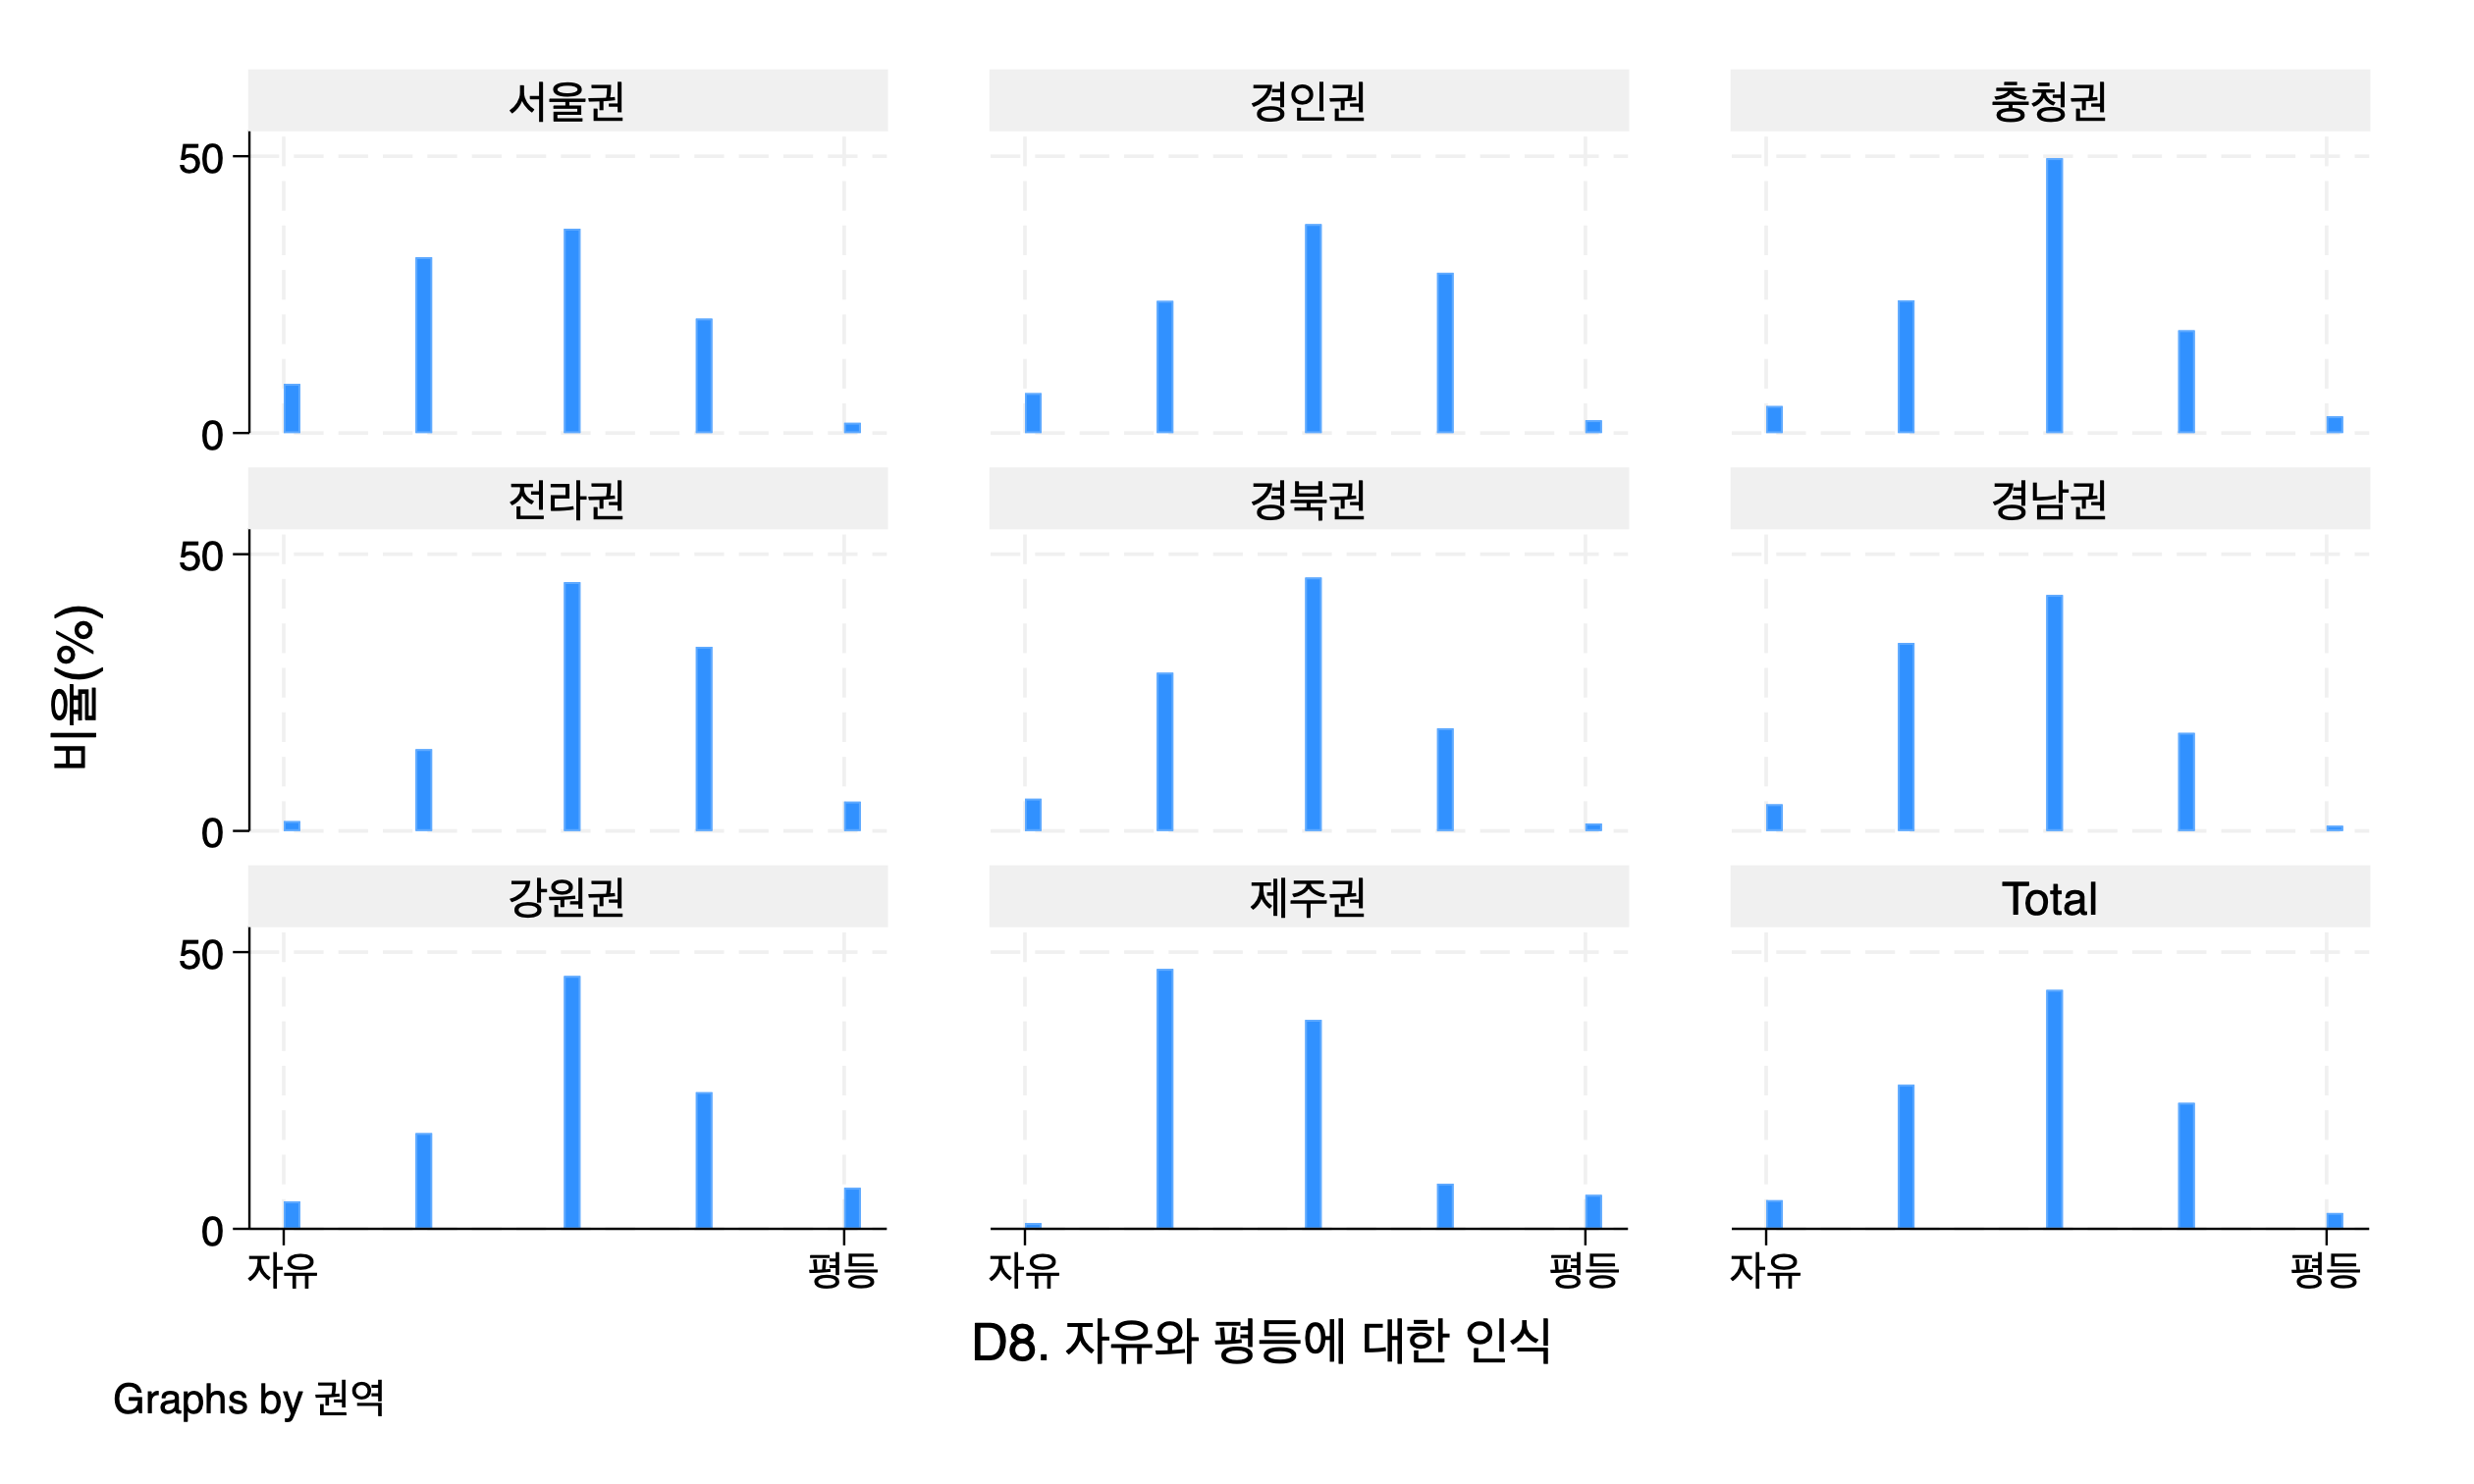 서울권
경인권
충청권
50
0
전라권
경북권
경남권
50
0
비율(%)
강원권
제주권
Total
50
0
자유
평등
자유
평등
자유
평등
D8. 자유와 평등에 대한 인식
Graphs by 권역